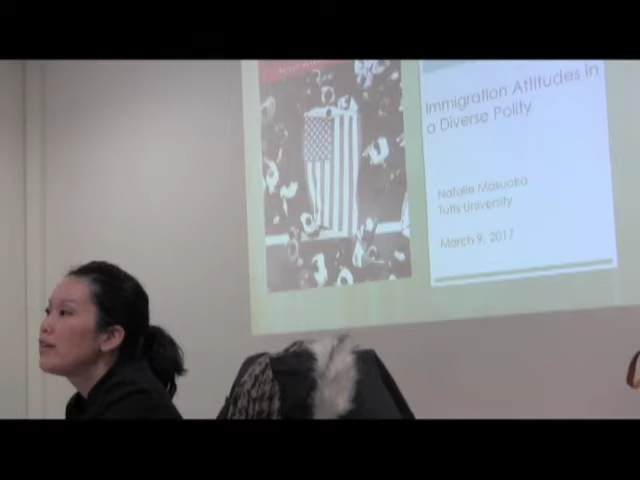 Immigration Attitudes in
a Diverse Polity
Natalie Masuoka
Tufts University
March 9, 2017